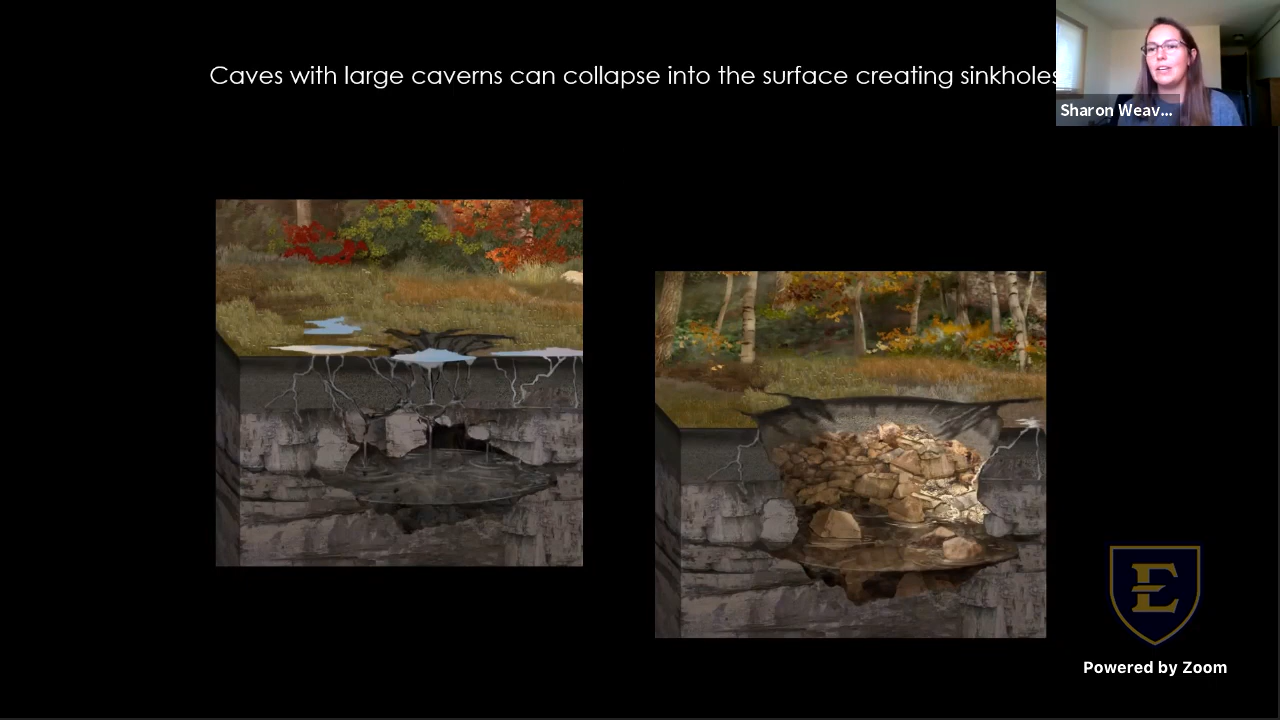 Caves with large caverns can collapse into the surface creating sinkholes
Sharon Weav...
E
Powered by Zoom